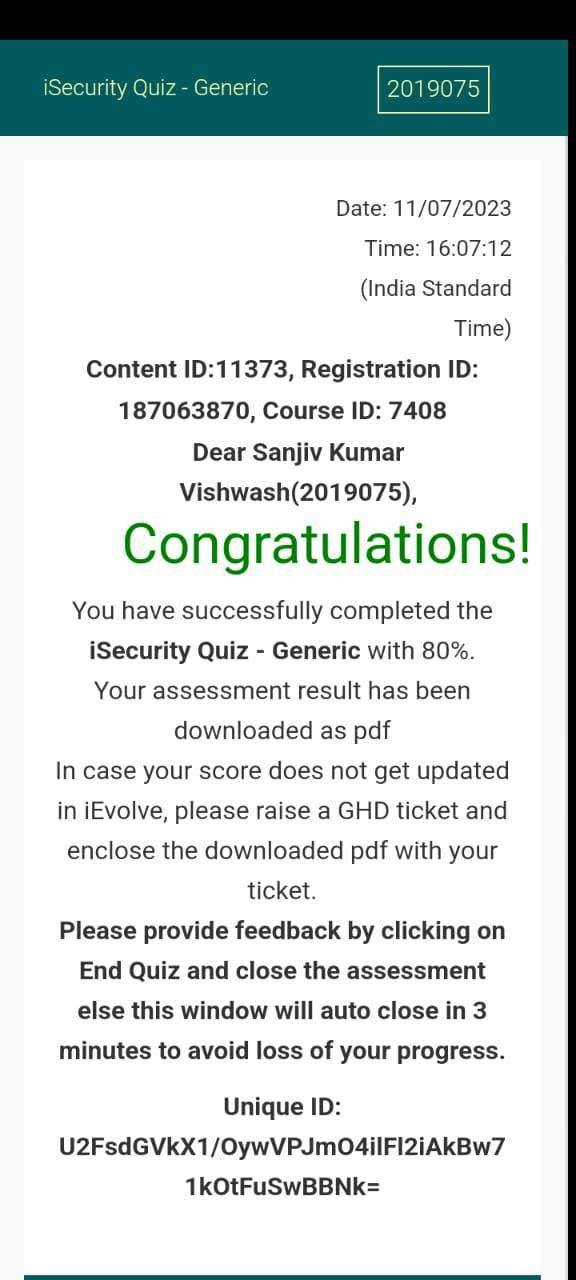 iSecurity Quiz - Generic
2019075
Date: 11/07/2023
Time: 16:07:12
(India Standard
Time)
Content ID:11373, Registration ID:
187063870, Course ID: 7408
Dear Sanjiv Kumar
Vishwash(2019075),
Congratulations!
You have successfully completed the
iSecurity Quiz - Generic with 80%.
Your assessment result has been
downloaded as pdf
In case your score does not get updated
in iEvolve, please raise a GHD ticket and
enclose the downloaded pdf with your
ticket.
Please provide feedback by clicking on
End Quiz and close the assessment
else this window will auto close in 3
minutes to avoid loss of your progress.
Unique ID:
U2FsdGVkX1/OywVPJmO4ilFl2iAkBw7
1kOtFuSwBBNk=